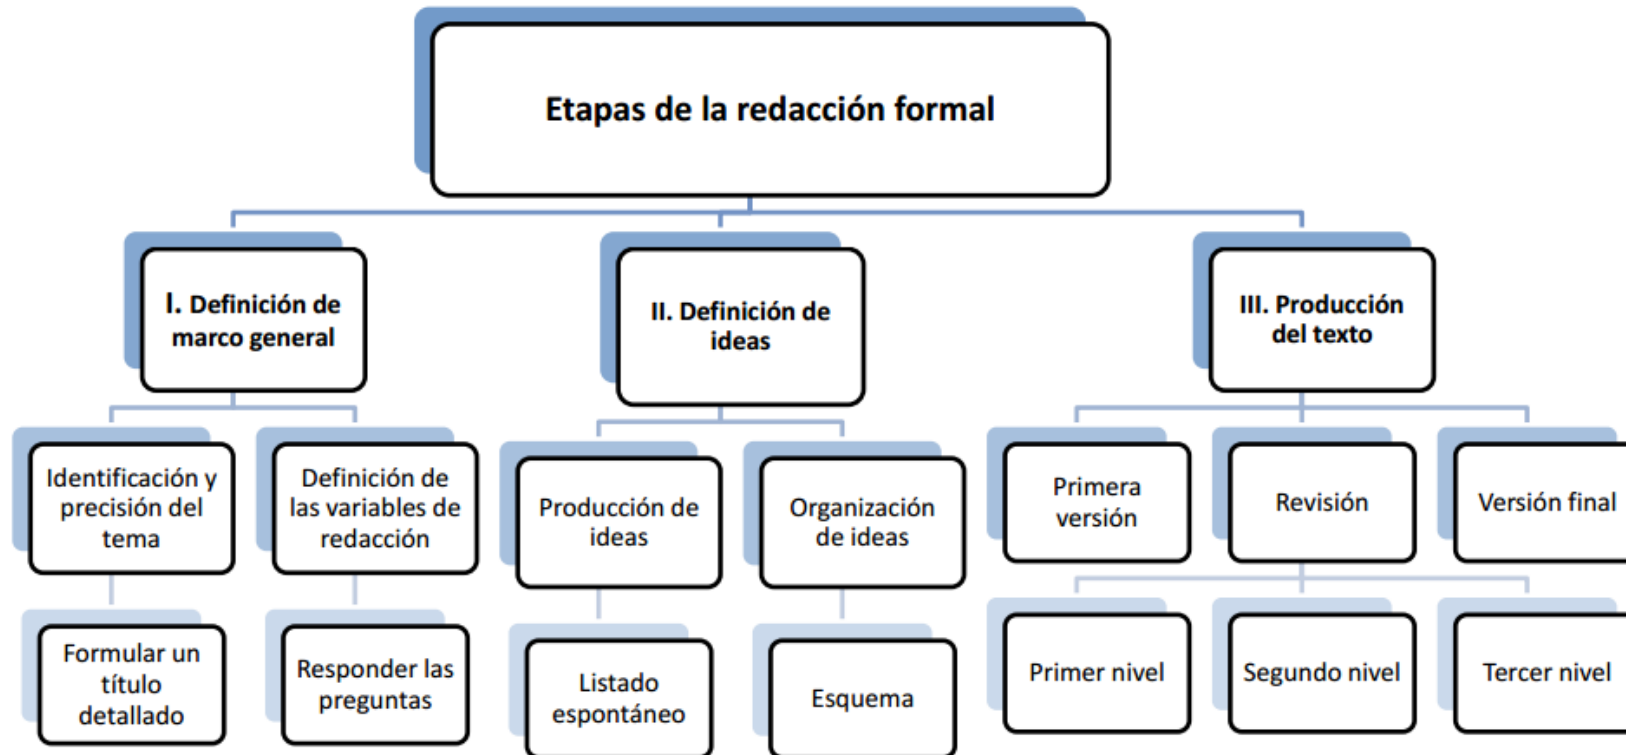 Etapas de la redacción formal
I. Definición de
marco general
II. Definición de
ideas
III. Producción
del texto
Identificación y
precisión del
tema
Definición de
las variables de
redacción
Producción de
ideas
Organización
de ideas
Primera
versión
Revisión
Versión final
Formular un
título
detallado
Responder las
preguntas
Listado
espontáneo
Esquema
Primer nivel
Segundo nivel
Tercer nivel